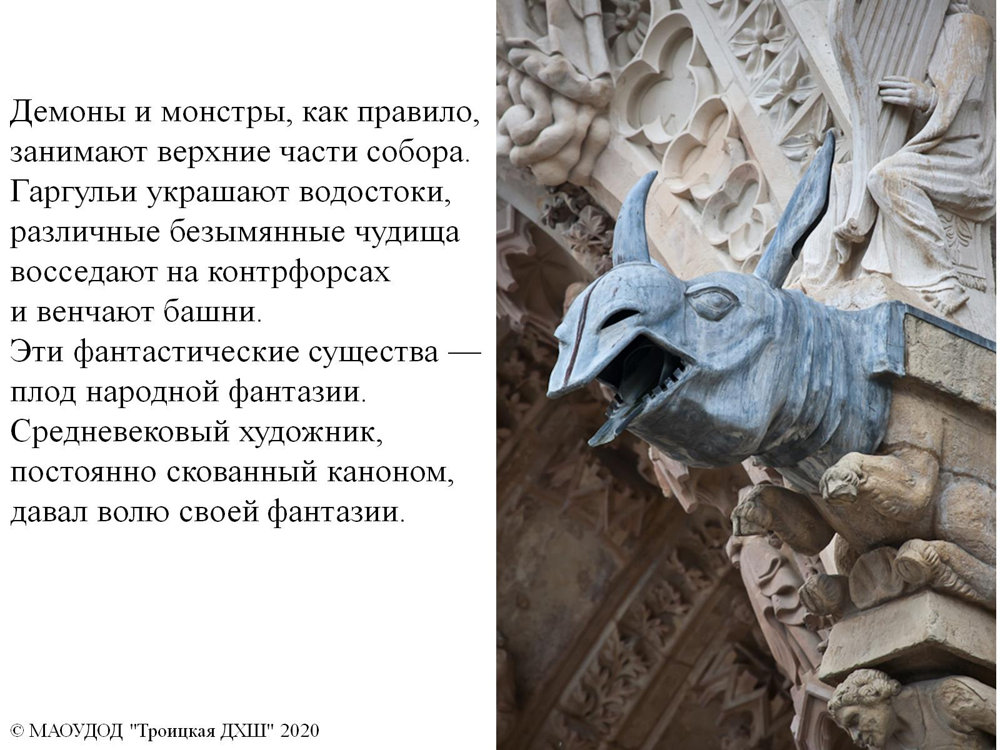 Демоны и монстры, как правило,
занимают верхние части собора.
Гаргульи украшают водостоки,
различные безымянные чудища
восседают на контрфорсах
и венчают башни.
Эти фантастические существа —
плод народной фантазии.
Средневековый художник,
постоянно скованный каноном,
давал волю своей фантазии.
© МАОУДОД "Троицкая ДХШ" 2020